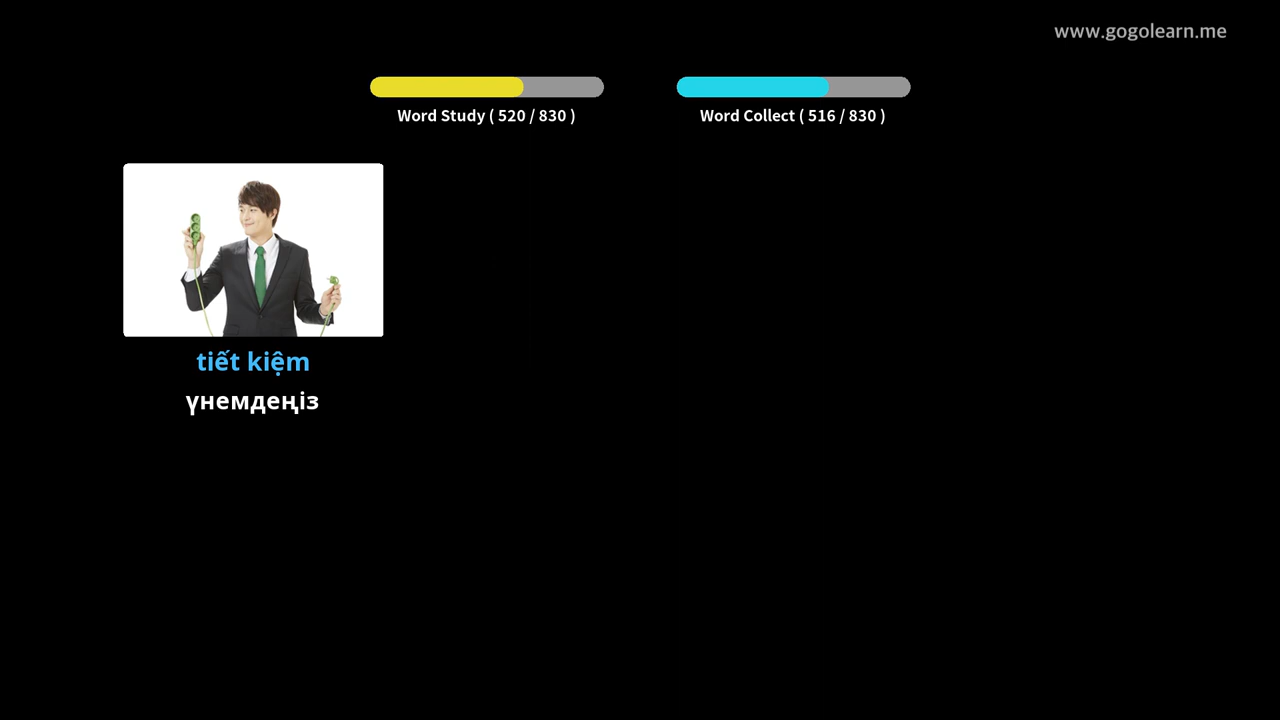 www.gogolearn.me
Word Study ( 520 / 830 )
Word Collect ( 516 / 830 )
tiết kiệm
үнемдеңіз